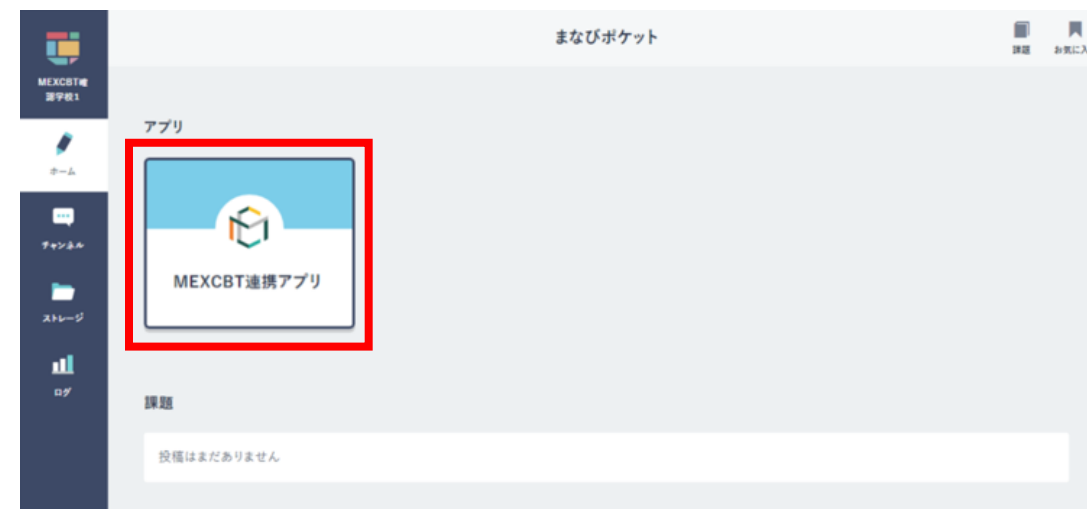 まなびポケット
課題
お気に入
MEXCBT確
認学校1
ホーム
チャンネル
ストレージ
ログ
アプリ
MEXCBT連携アプリ
課題
投稿はまだありません